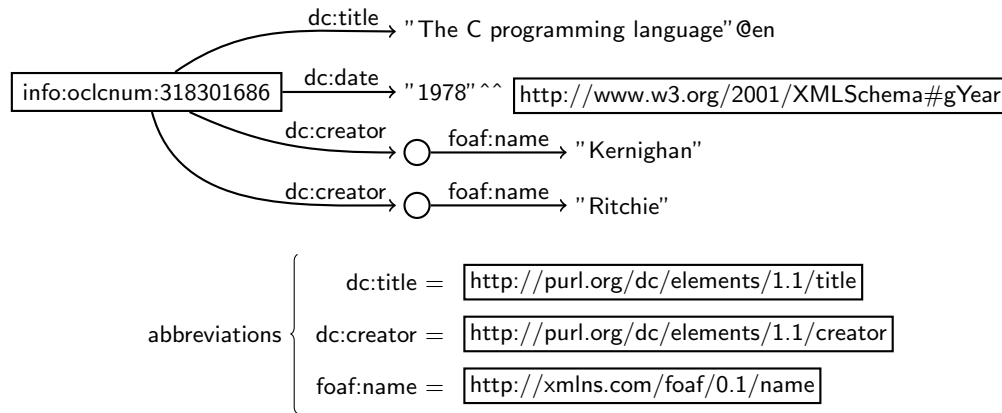 dc:title
"The C programming language"@en
info:oclcnum:318301686
dc:date
"1978"^^ http://www.w3.org/2001/XMLSchema#gYear
dc:creator
foaf:name
"Kernighan"
dc:creator
foaf:name
"Ritchie"
abbreviations
dc:title = http://purl.org/dc/elements/1.1/title
dc:creator = http://purl.org/dc/elements/1.1/creator
foaf:name = http://xmlns.com/foaf/0.1/name